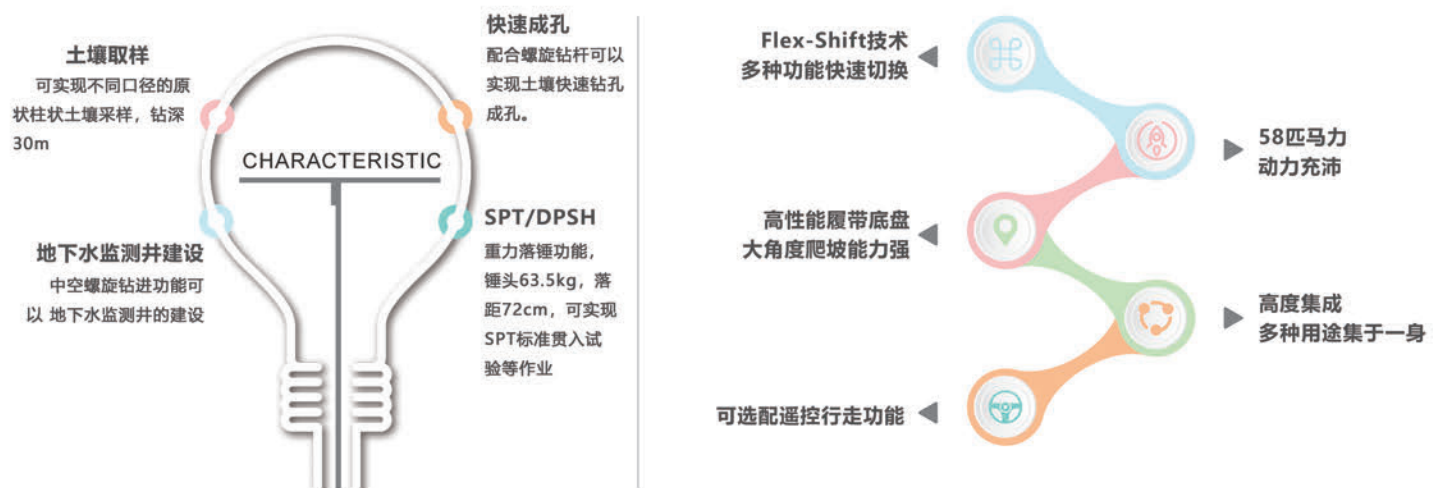 土壤取样
可实现不同口径的原
状柱状土壤采样，钻深
30m
快速成孔
配合螺旋钻杆可以
实现土壤快速钻孔
成孔。
CHARACTERISTIC
地下水监测井建设
中空螺旋钻进功能可
以 地下水监测井的建设
SPT/DPSH
重力落锤功能，
锤头63.5kg，落
距72cm，可实现
SPT标准贯入试
验等作业
Flex-Shift技术
多种功能快速切换
58匹马力
动力充沛
高性能履带底盘
大角度爬坡能力强
高度集成
多种用途集于一身
可选配遥控行走功能